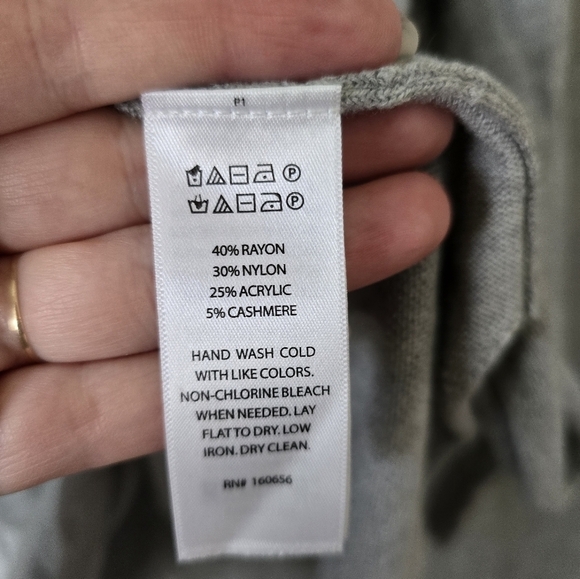 P1
P
P
40% RAYON
30% NYLON
25% ACRYLIC
5% CASHMERE
HAND WASH COLD
WITH LIKE COLORS.
NON-CHLORINE BLEACH
WHEN NEEDED. LAY
FLAT TO DRY. LOW
IRON. DRY CLEAN.
RN# 160656